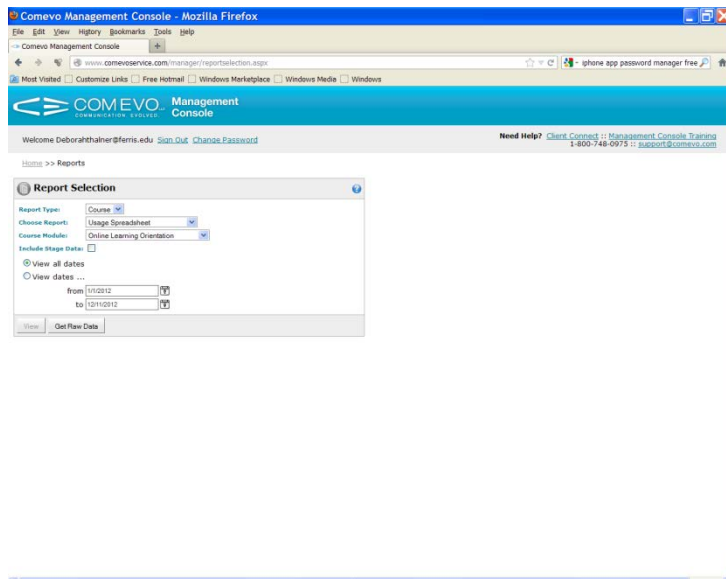 Comevo Management Console - Mozilla Firefox
File Edit View History Bookmarks Tools Help
Comevo Management Console +
www.comevoservice.com/manager/reportselection.aspx iphone app password manager free
Most Visited Customize Links Free Hotmail Windows Marketplace Windows Media Windows
COMEVO Management
Console
COMMUNICATION EVOLVED.
Welcome Deborahthalner@ferris.edu Sign Out Change Password Need Help? Client Connect :: Management Console Training
1-800-748-0975 :: support@comevo.com
Home >> Reports
Report Selection
Report Type: Course
Choose Report: Usage Spreadsheet
Course Module: Online Learning Orientation
Include Stage Data:
View all dates
View dates ...
from 1/1/2012
to 12/11/2012
View Get Raw Data